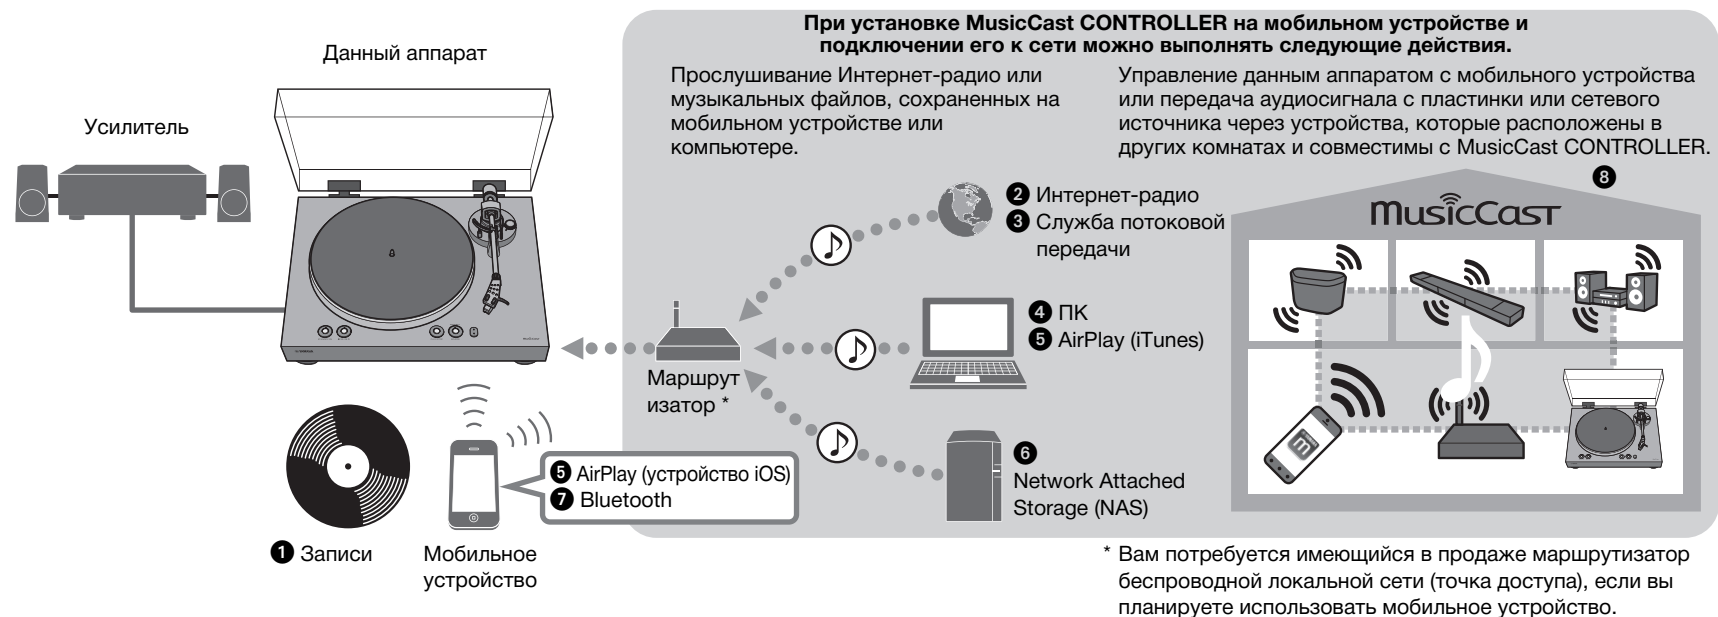 При установке MusicCast CONTROLLER на мобильном устройстве и
подключении его к сети можно выполнять следующие действия.
Данный аппарат
Усилитель
Прослушивание Интернет-радио или
музыкальных файлов, сохраненных на
мобильном устройстве или
компьютере.
Управление данным аппаратом с мобильного устройства
или передача аудиосигнала с пластинки или сетевого
источника через устройства, которые расположены в
других комнатах и совместимы с MusicCast CONTROLLER.
8
MusicCast
2 Интернет-радио
3 Служба потоковой
передачи
4 ПК
5 AirPlay (iTunes)
Маршрут
изатор *
6
Network Attached
Storage (NAS)
5 AirPlay (устройство iOS)
7 Bluetooth
1 Записи
Мобильное
устройство
* Вам потребуется имеющийся в продаже маршрутизатор
беспроводной локальной сети (точка доступа), если вы
планируете использовать мобильное устройство.